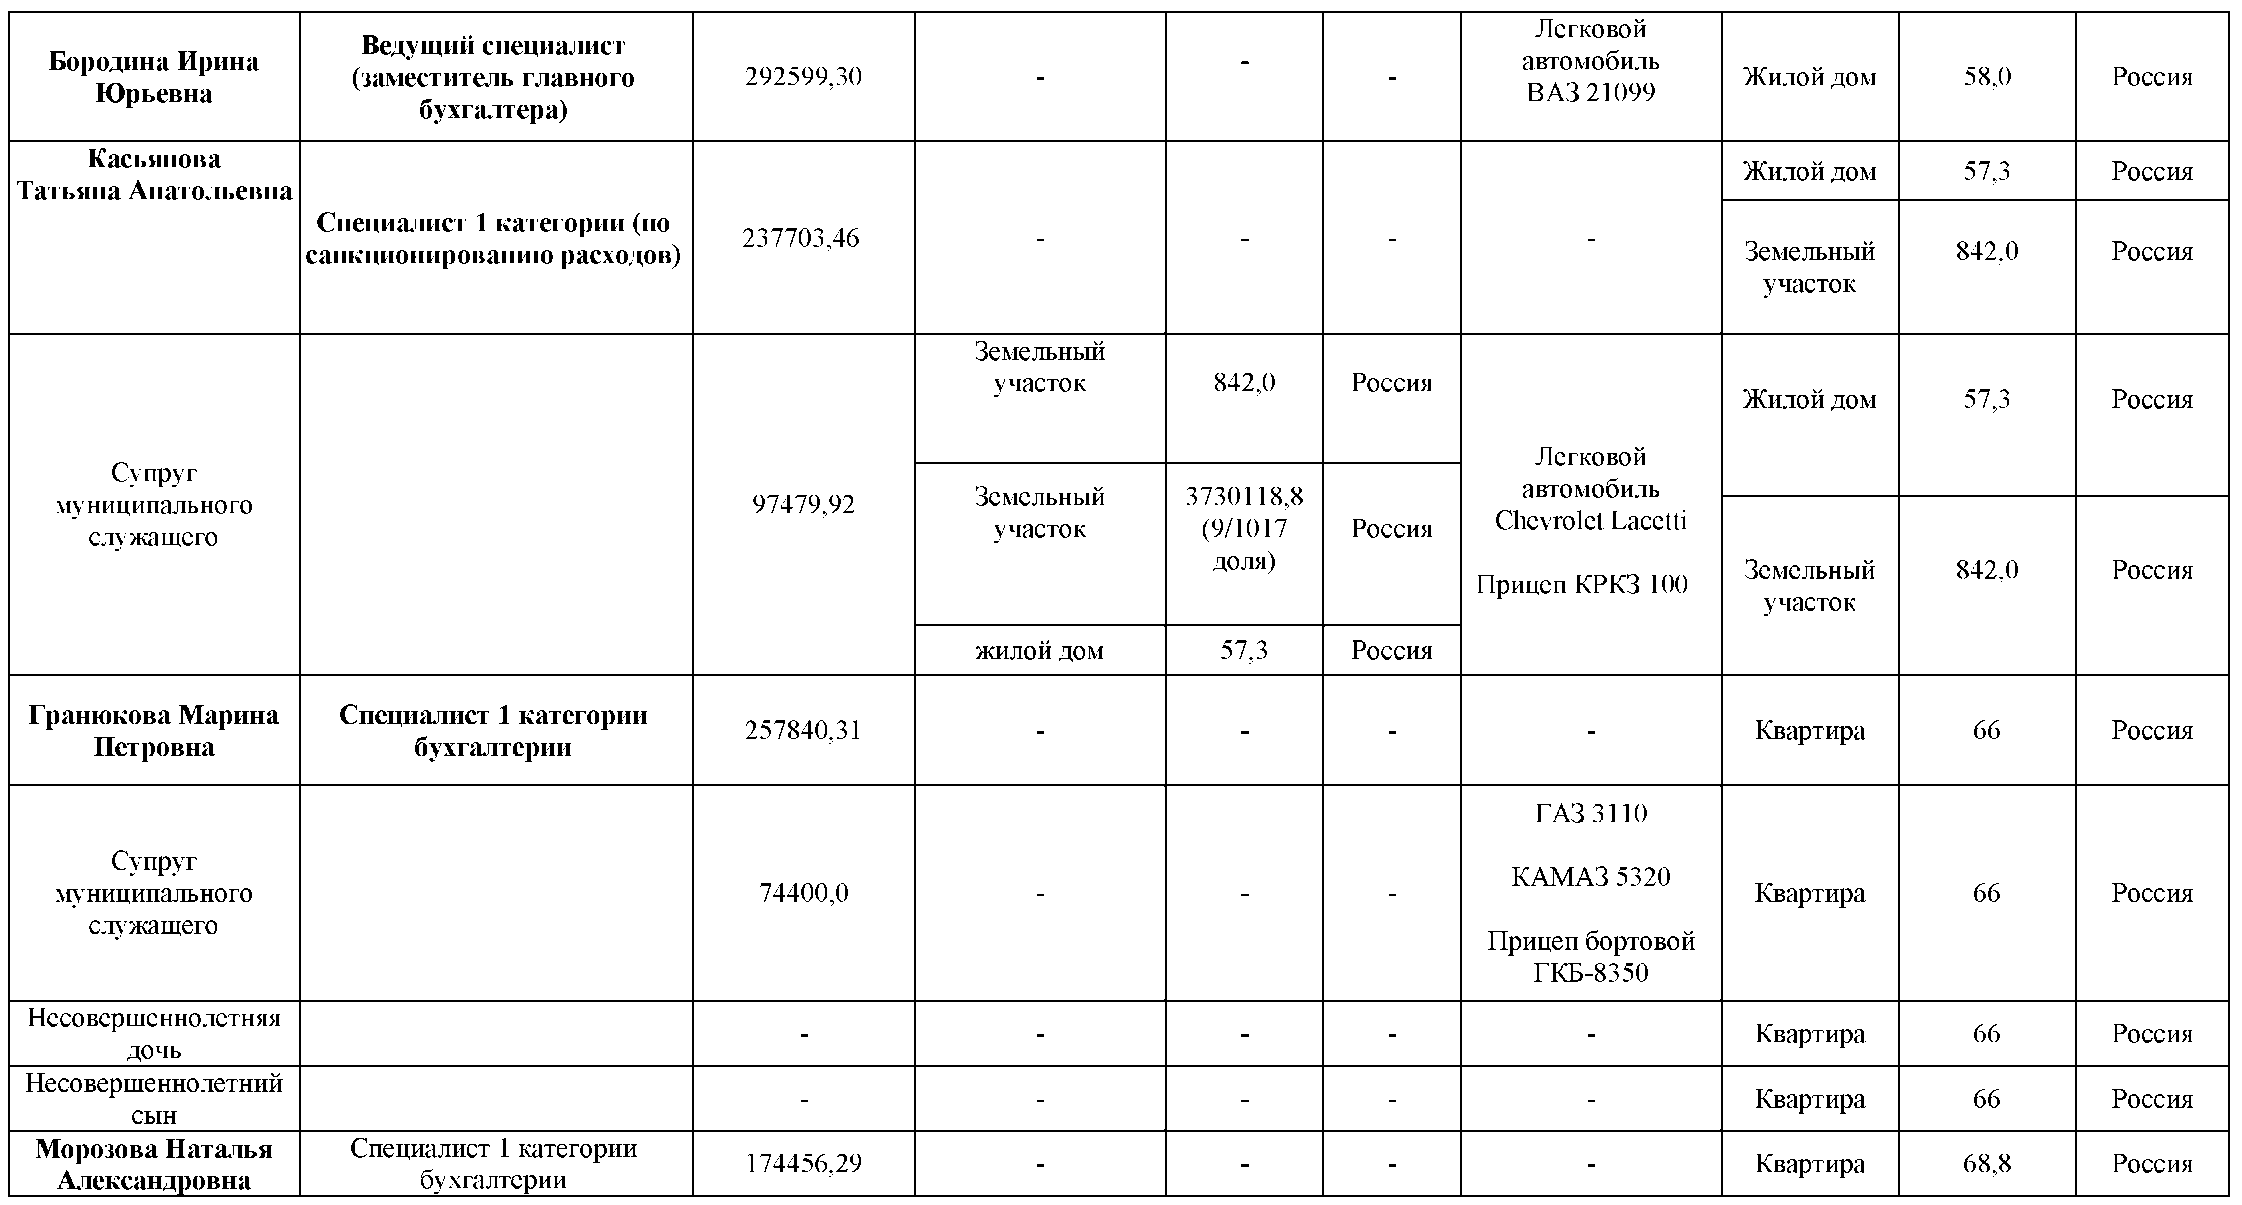 Бородина Ирина
Юрьевна
Ведущий специалист
(заместитель главного
бухгалтера)
292599,30
-
-
-
Легковой
автомобиль
ВАЗ 21099
Жилой дом
58,0
Россия
Касьянова
Татьяна Анатольевна
Специалист 1 категории (по
санкционированию расходов)
237703,46
-
-
-
-
Жилой дом
57,3
Россия
Земельный
участок
842,0
Россия
Супруг
муниципального
служащего
97479,92
Земельный
участок
842,0
Россия
Земельный
участок
3730118,8
(9/1017
доля)
Россия
жилой дом
57,3
Россия
Легковой
автомобиль
Chevrolet Lacetti
Прицеп КРКЗ 100
Жилой дом
57,3
Россия
Земельный
участок
842,0
Россия
Гранюкова Марина
Петровна
Специалист 1 категории
бухгалтерии
257840,31
-
-
-
-
Квартира
66
Россия
Супруг
муниципального
служащего
74400,0
-
-
-
ГАЗ 3110
КАМАЗ 5320
Прицеп бортовой
ГКБ-8350
Квартира
66
Россия
Несовершеннолетняя
дочь
-
-
-
-
-
Квартира
66
Россия
Несовершеннолетний
сын
-
-
-
-
-
Квартира
66
Россия
Морозова Наталья
Александровна
Специалист 1 категории
бухгалтерии
174456,29
-
-
-
-
Квартира
68,8
Россия